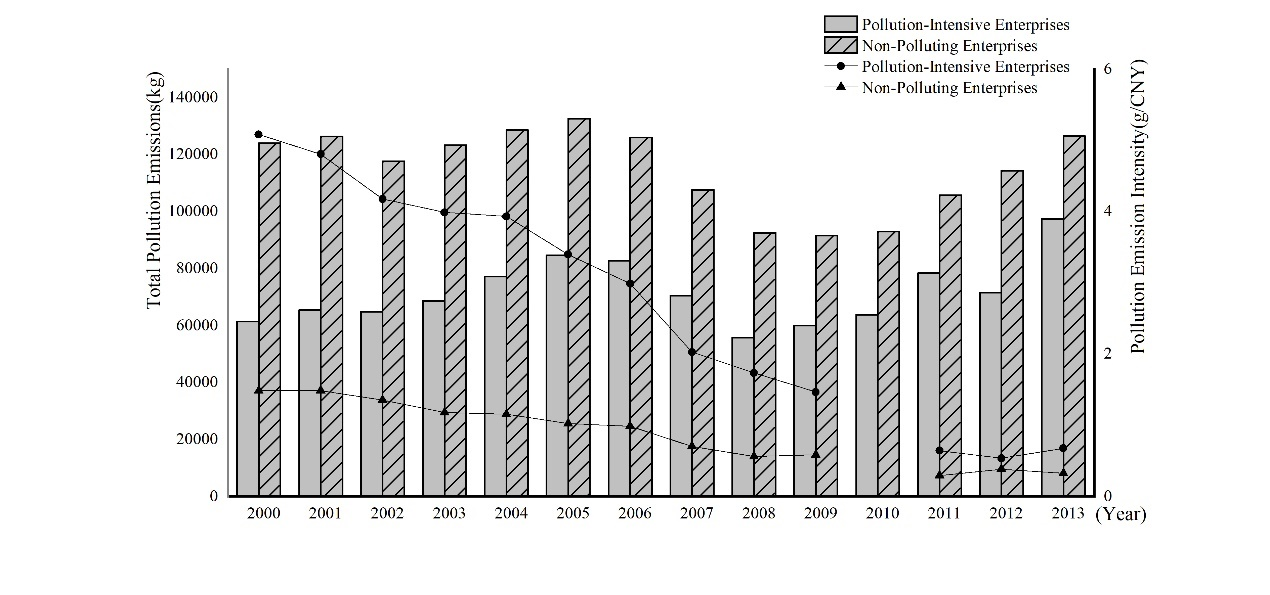 Pollution-Intensive Enterprises
Non-Polluting Enterprises
Pollution-Intensive Enterprises
Non-Polluting Enterprises
Total Pollution Emissions(kg)
140000
120000
100000
80000
60000
40000
20000
0
6
4
2
0
Pollution Emission Intensity(g/CNY)
2000 2001 2002 2003 2004 2005 2006 2007 2008 2009 2010 2011 2012 2013 (Year)